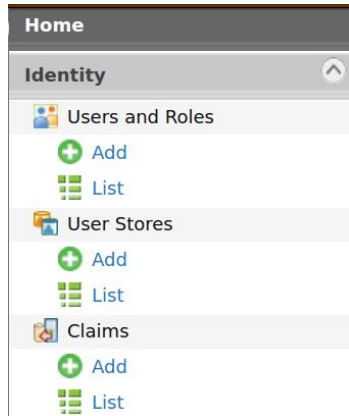 Home
Identity
Users and Roles
Add
List
User Stores
Add
List
Claims
Add
List